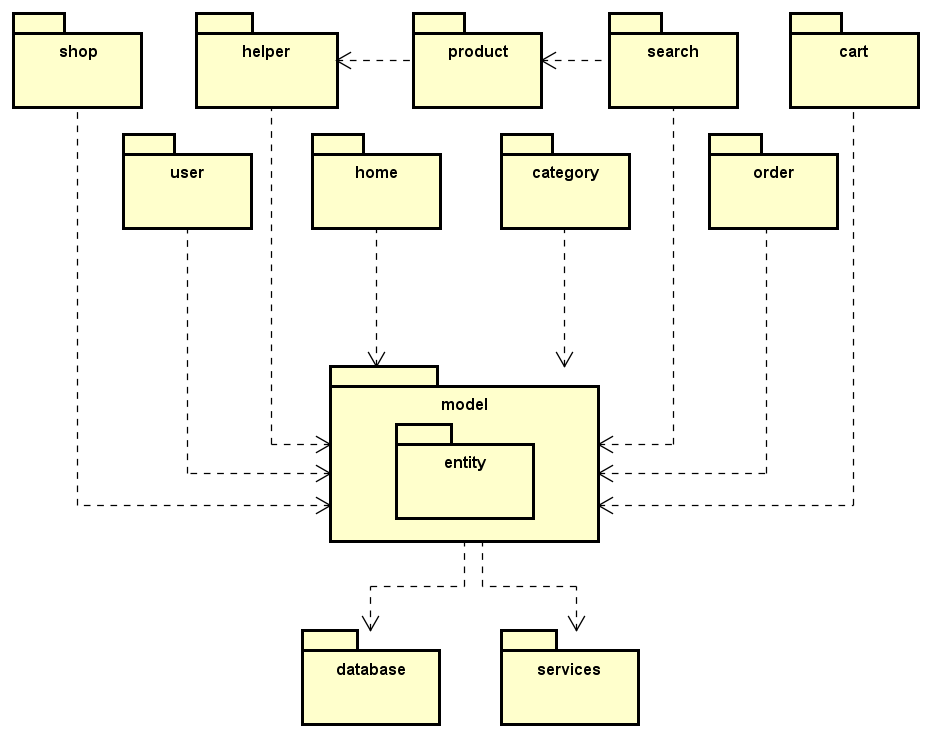 shop
helper
product
search
cart
user
home
category
order
model
entity
database
services